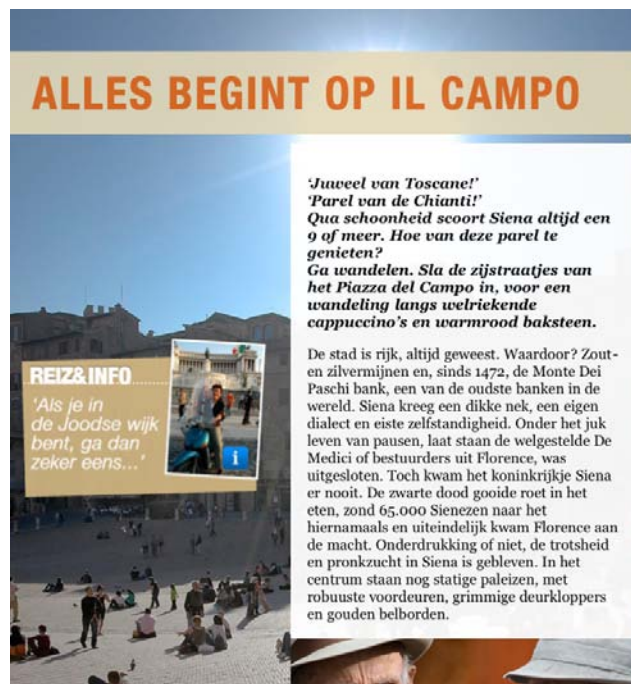 ALLES BEGINT OP IL CAMPO
‘Juweel van Toscane!’
‘Parel van de Chianti!’
Qua schoonheid scoort Siena altijd een
9 of meer. Hoe van deze parel te
genieten?
Ga wandelen. Sla de zijstraatjes van
het Piazza del Campo in, voor een
wandeling langs welriekende
cappuccino’s en warmrood baksteen.
De stad is rijk, altijd geweest. Waardoor? Zout-
en zilvermijnen en, sinds 1472, de Monte Dei
Paschi bank, een van de oudste banken in de
wereld. Siena kreeg een dikke nek, een eigen
dialect en eiste zelfstandigheid. Onder het juk
leven van pausen, laat staan de welgestelde De
Medici of bestuurders uit Florence, was
uitgesloten. Toch kwam het koninkrijkje Siena
er nooit. De zwarte dood gooide roet in het
eten, zond 65.000 Sienezen naar het
hiernamaals en uiteindelijk kwam Florence aan
de macht. Onderdrukking of niet, de trotsheid
en pronkzucht in Siena is gebleven. In het
centrum staan nog statige paleizen, met
robuuste voordeuren, grimmige deurkloppers
en gouden belborden.
REIZ&INFO
‘Als je in
de Joodse wijk
bent, ga dan
zeker eens...’
i